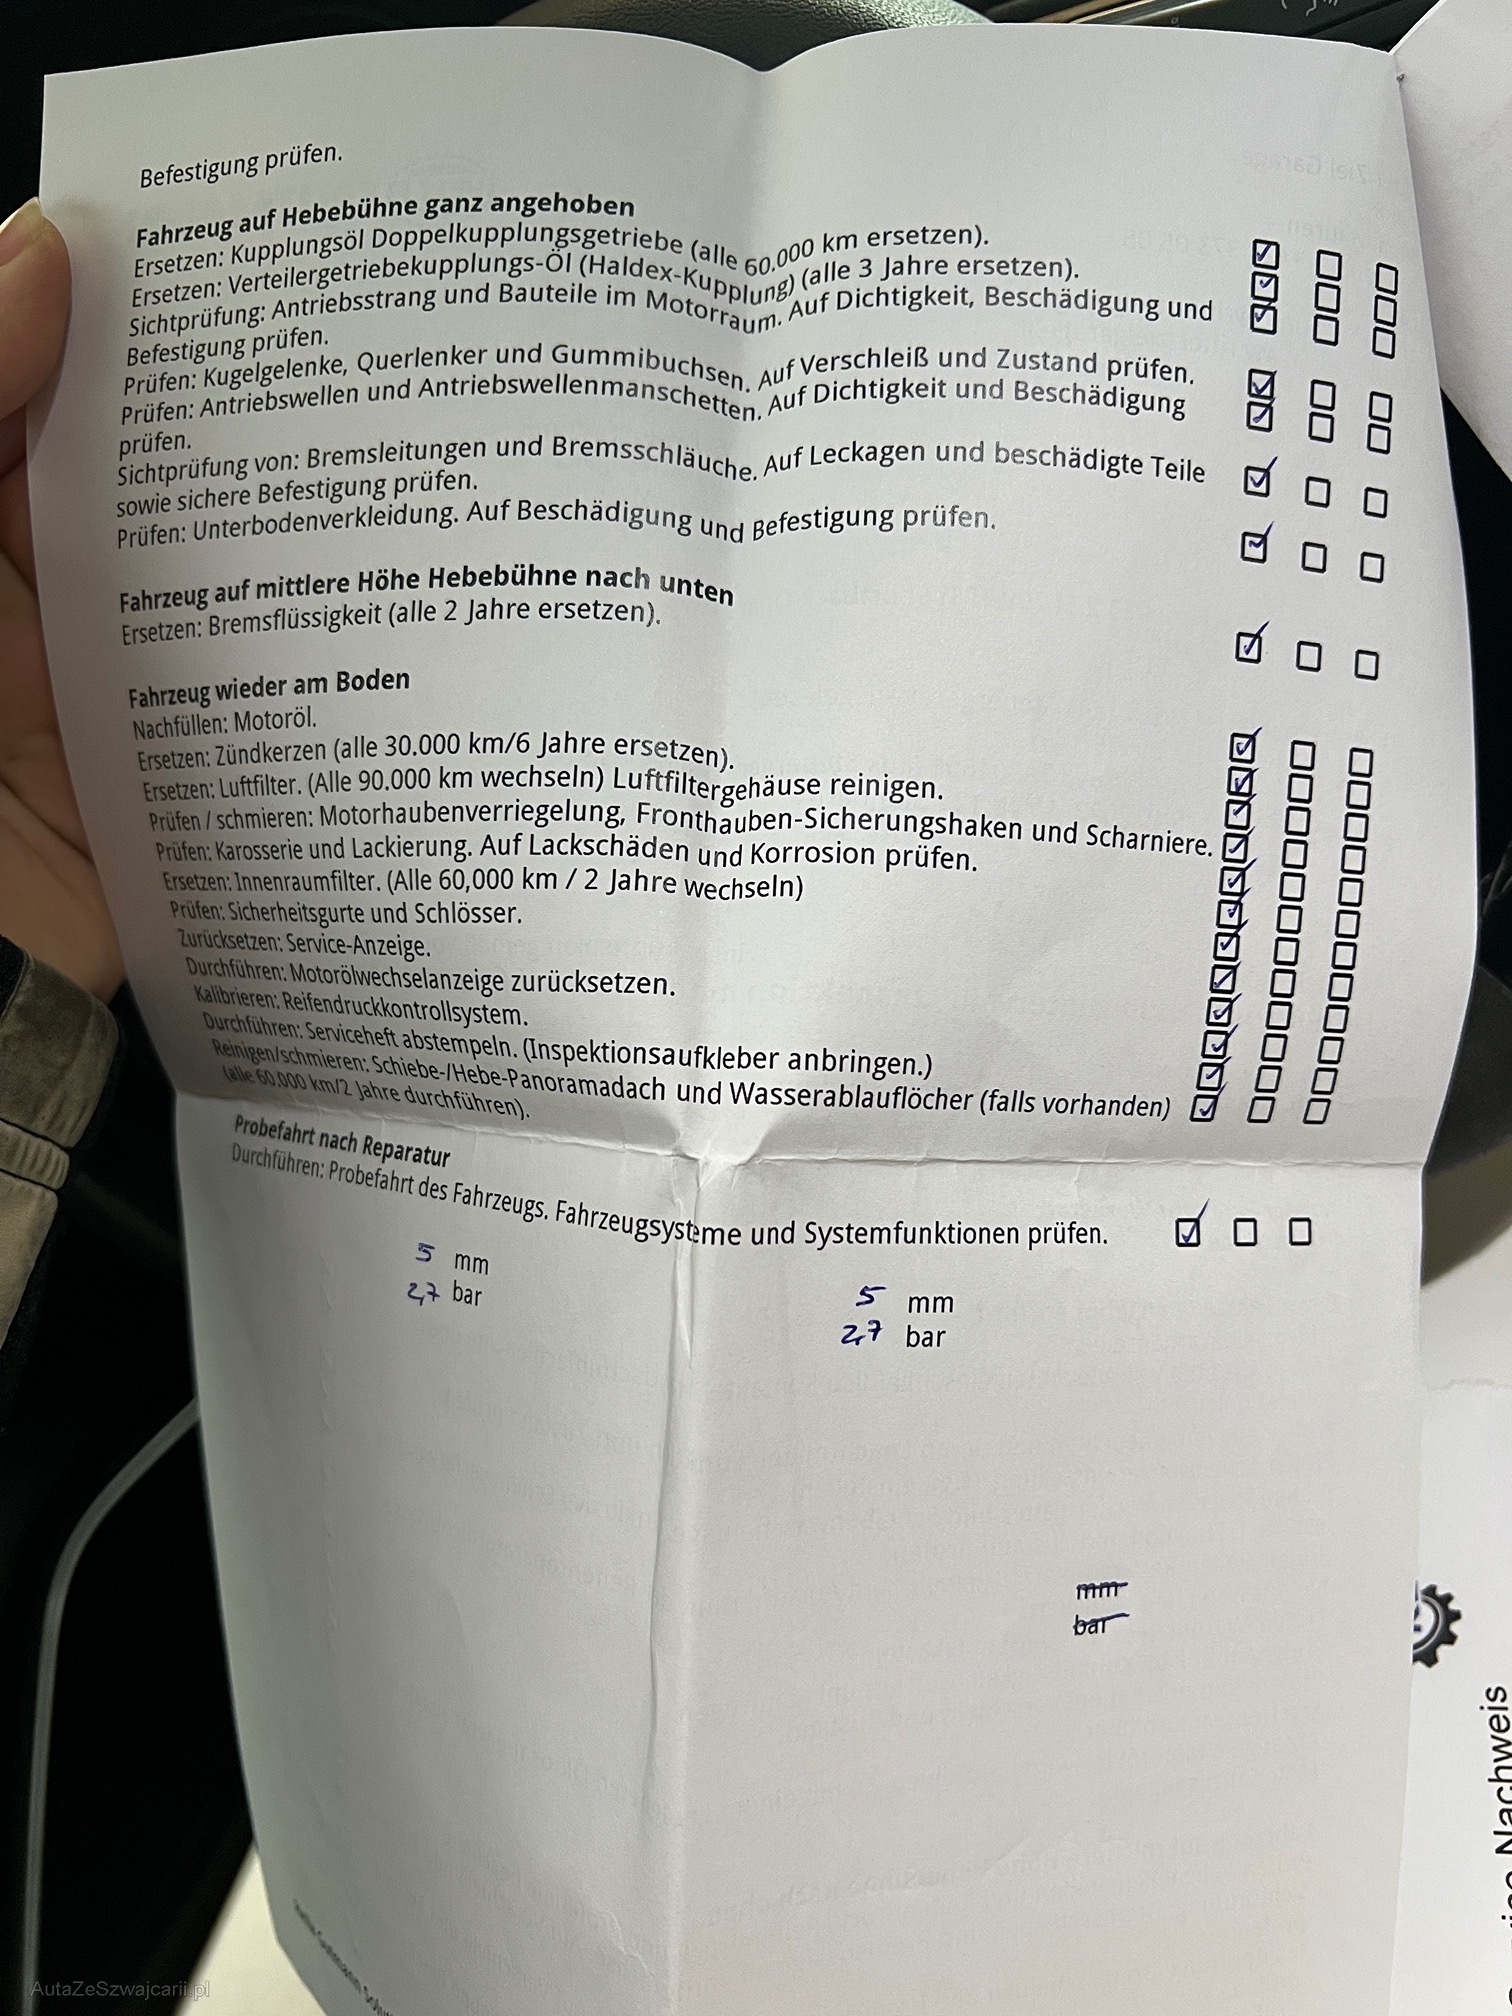 Befestigung prüfen.
Fahrzeug auf Hebebühne ganz angehoben
Ersetzen: Kupplungsöl Doppelkupplungsgetriebe (alle 60.000 km ersetzen).
Ersetzen: Verteilergetriebekupplungs-Öl (Haldex-Kupplung) (alle 3 Jahre ersetzen).
Sichtprüfung: Antriebsstrang und Bauteile im Motorraum. Auf Dichtigkeit, Beschädigung und
Befestigung prüfen.
Prüfen: Kugelgelenke, Querlenker und Gummibuchsen. Auf Verschleiß und Zustand prüfen.
Prüfen: Antriebswellen und Antriebswellenmanschetten. Auf Dichtigkeit und Beschädigung
prüfen.
Sichtprüfung von: Bremsleitungen und Bremsschläuche. Auf Leckagen und beschädigte Teile
sowie sichere Befestigung prüfen.
Prüfen: Unterbodenverkleidung. Auf Beschädigung und Befestigung prüfen.
Fahrzeug auf mittlere Höhe Hebebühne nach unten
Ersetzen: Bremsflüssigkeit (alle 2 Jahre ersetzen).
Fahrzeug wieder am Boden
Nachfüllen: Motoröl.
Ersetzen: Zündkerzen (alle 30.000 km/6 Jahre ersetzen).
Ersetzen: Luftfilter. (Alle 90.000 km wechseln) Luftfiltergehäuse reinigen.
Prüfen / schmieren: Motorhaubenverriegelung, Fronthauben-Sicherungshaken und Scharniere.
Prüfen: Karosserie und Lackierung. Auf Lackschäden und Korrosion prüfen.
Ersetzen: Innenraumfilter. (Alle 60,000 km / 2 Jahre wechseln)
Prüfen: Sicherheitsgurte und Schlösser.
Zurücksetzen: Service-Anzeige.
Durchführen: Motorölwechselanzeige zurücksetzen.
Kalibrieren: Reifendruckkontrollsystem.
Durchführen: Serviceheft abstempeln. (Inspektionsaufkleber anbringen.)
Reinigen/schmieren: Schiebe-/Hebe-Panoramadach und Wasserablauflöcher (falls vorhanden)
(alle 60.000 km/2 Jahre durchführen).
Probefahrt nach Reparatur
Durchführen: Probefahrt des Fahrzeugs. Fahrzeugsysteme und Systemfunktionen prüfen.
5 mm
2,7 bar
5 mm
2,7 bar
mm
bar
Nachweis
AutaZeSzwajcarii.pl